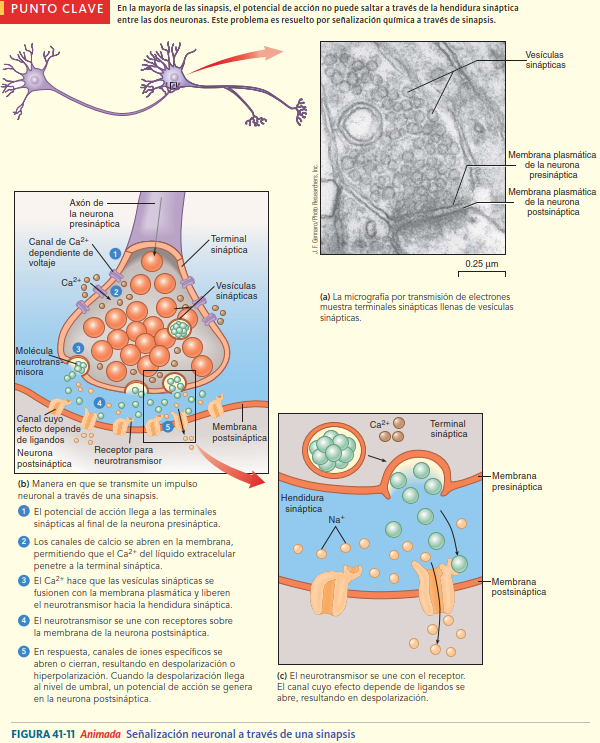 PUNTO CLAVE
En la mayoría de las sinapsis, el potencial de acción no puede saltar a través de la hendidura sináptica
entre las dos neuronas. Este problema es resuelto por señalización química a través de sinapsis.
Vesículas
sinápticas
Membrana plasmática
de la neurona
presináptica
Membrana plasmática
de la neurona
postsináptica
J. F. Gennaro/Photo Researchers, Inc.
0.25 µm
(a) La micrografía por transmisión de electrones
muestra terminales sinápticas llenas de vesículas
sinápticas.
Axón de
la neurona
presináptica
Canal de Ca2+
dependiente de
voltaje
1
Terminal
sináptica
Ca2+
2
Vesículas
sinápticas
3
Molécula
neurotrans-
misora
4
5
Canal cuyo
efecto depende
de ligandos
Membrana
postsináptica
Neurona
postsináptica
Receptor para
neurotransmisor
(b) Manera en que se transmite un impulso
neuronal a través de una sinapsis.
1 El potencial de acción llega a las terminales
sinápticas al final de la neurona presináptica.
2 Los canales de calcio se abren en la membrana,
permitiendo que el Ca2+ del líquido extracelular
penetre a la terminal sináptica.
3 El Ca2+ hace que las vesículas sinápticas se
fusionen con la membrana plasmática y liberen
el neurotransmisor hacia la hendidura sináptica.
4 El neurotransmisor se une con receptores sobre
la membrana de la neurona postsináptica.
5 En respuesta, canales de iones específicos se
abren o cierran, resultando en despolarización o
hiperpolarización. Cuando la despolarización llega
al nivel de umbral, un potencial de acción se genera
en la neurona postsináptica.
Ca2+
Terminal
sináptica
Membrana
presináptica
Hendidura
sináptica
Na+
Membrana
postsináptica
(c) El neurotransmisor se une con el receptor.
El canal cuyo efecto depende de ligandos se
abre, resultando en despolarización.
FIGURA 41-11 Animada Señalización neuronal a través de una sinapsis